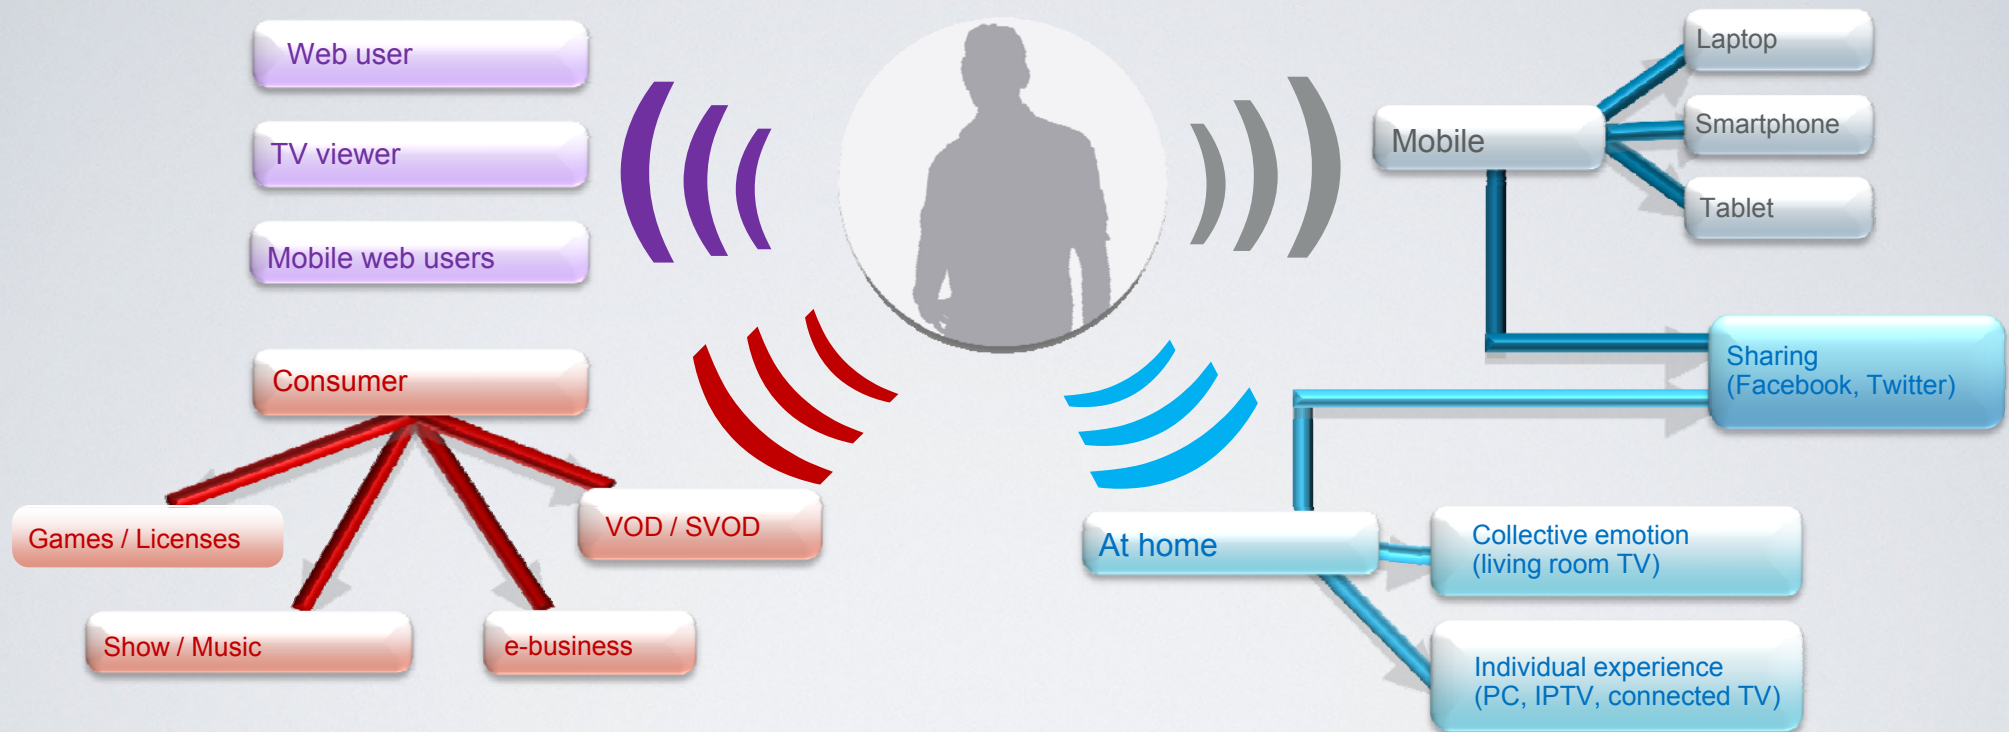 Web user
TV viewer
Mobile web users
Consumer
Games / Licenses
VOD / SVOD
Show / Music
e-business
Mobile
Laptop
Smartphone
Tablet
Sharing
(Facebook, Twitter)
At home
Collective emotion
(living room TV)
Individual experience
(PC, IPTV, connected TV)